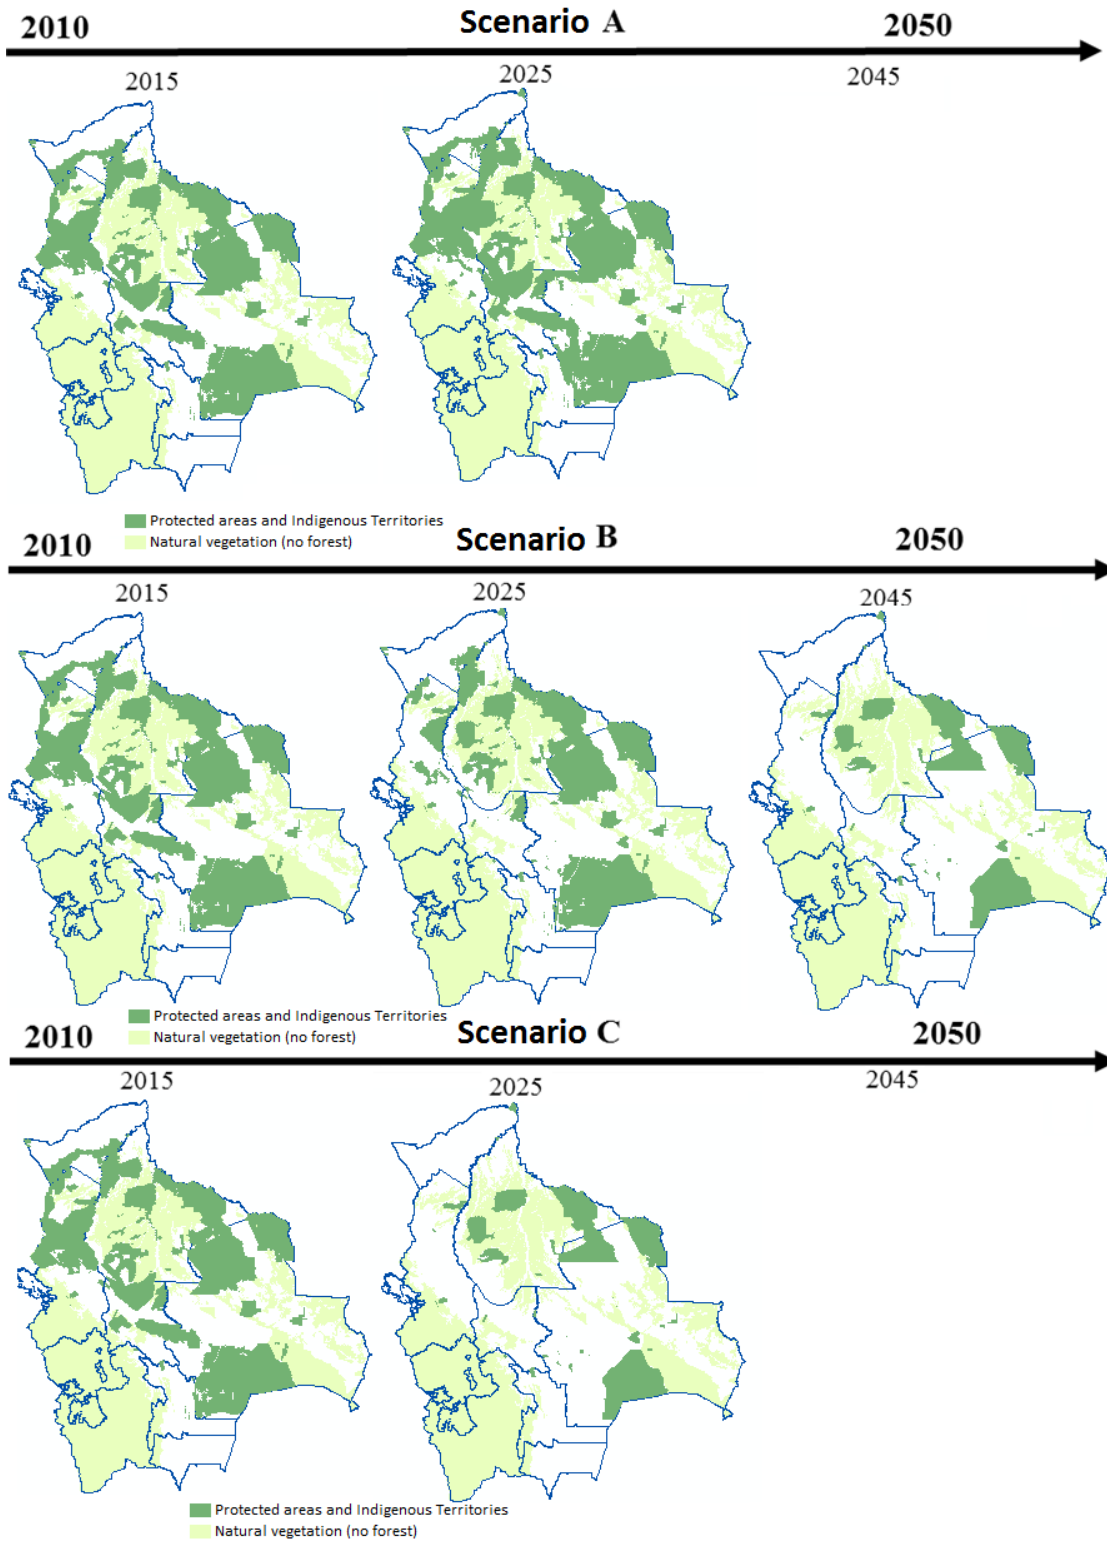 2010 Scenario A 2050
2015 2025 2045
Protected areas and Indigenous Territories
Natural vegetation (no forest)
2010 Scenario B 2050
2015 2025 2045
Protected areas and Indigenous Territories
Natural vegetation (no forest)
2010 Scenario C 2050
2015 2025 2045
Protected areas and Indigenous Territories
Natural vegetation (no forest)